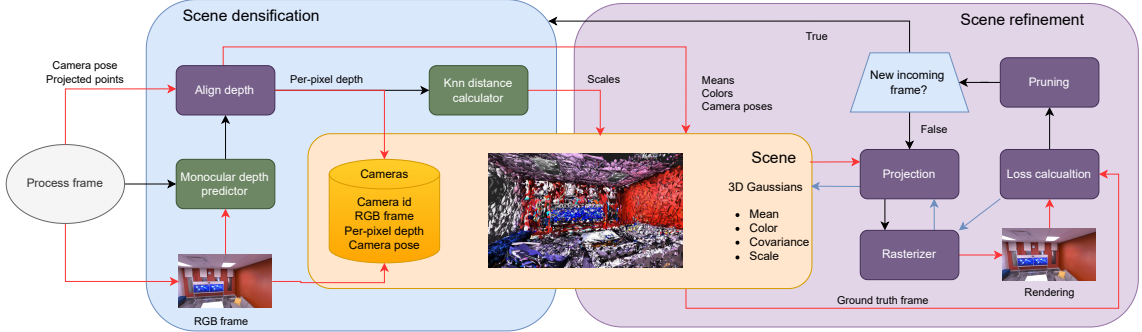 Scene densification
Scene refinement
True
Camera pose
Projected points
Align depth
Per-pixel depth
Knn distance
calculator
Scales
Means
Colors
Camera poses
New incoming
frame?
Pruning
False
Process frame
Monocular depth
predictor
Cameras
Camera id
RGB frame
Per-pixel depth
Camera pose
Scene
3D Gaussians
Mean
Color
Covariance
Scale
Projection
Loss calcualtion
Rasterizer
RGB frame
Rendering
Ground truth frame